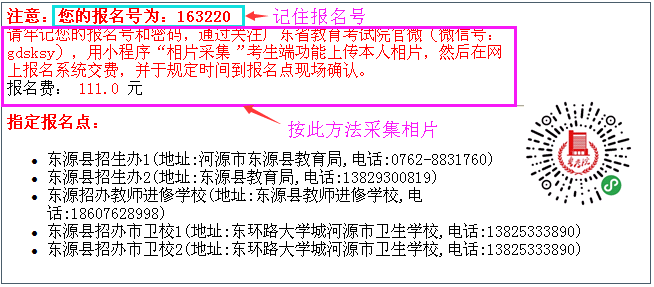 注意：您的报名号为：163220 记住报名号
请牢记您的报名号和密码，通过关注广东省教育考试院官微（微信号：
gdsksy），用小程序“相片采集 ”考生端功能上传本人相片，然后在网
上报名系统交费，并于规定时间到报名点现场确认。
报名费： 111.0 元
指定报名点：
按此方法采集相片
东源县招生办1(地址:河源市东源县教育局,电话:0762-8831760)
东源县招生办2(地址:东源县教育局,电话:13829300819)
东源招办教师进修学校(地址:东源县教师进修学校,电
话:18607628998)
东源县招办市卫校1(地址:东环路大学城河源市卫生学校,电话:13825333890)
东源县招办市卫校2(地址:东环路大学城河源市卫生学校,电话:13825333890)